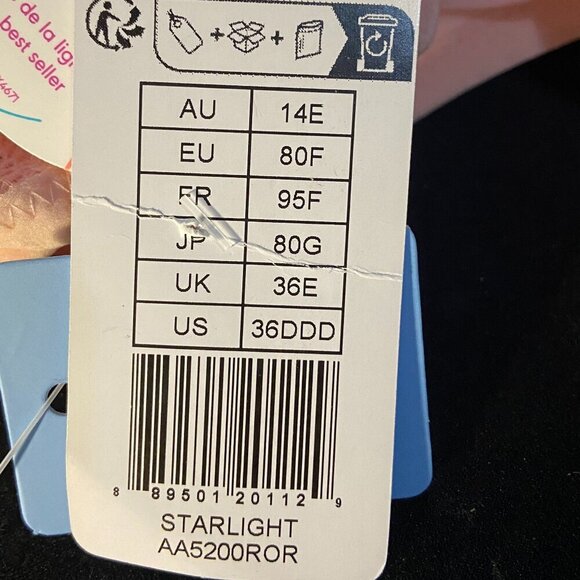 de la lig
best seller
4671
AU 14E
EU 80F
FR 95F
JP 80G
UK 36E
US 36DDD
8 89501 20112 9
STARLIGHT
AA5200ROR